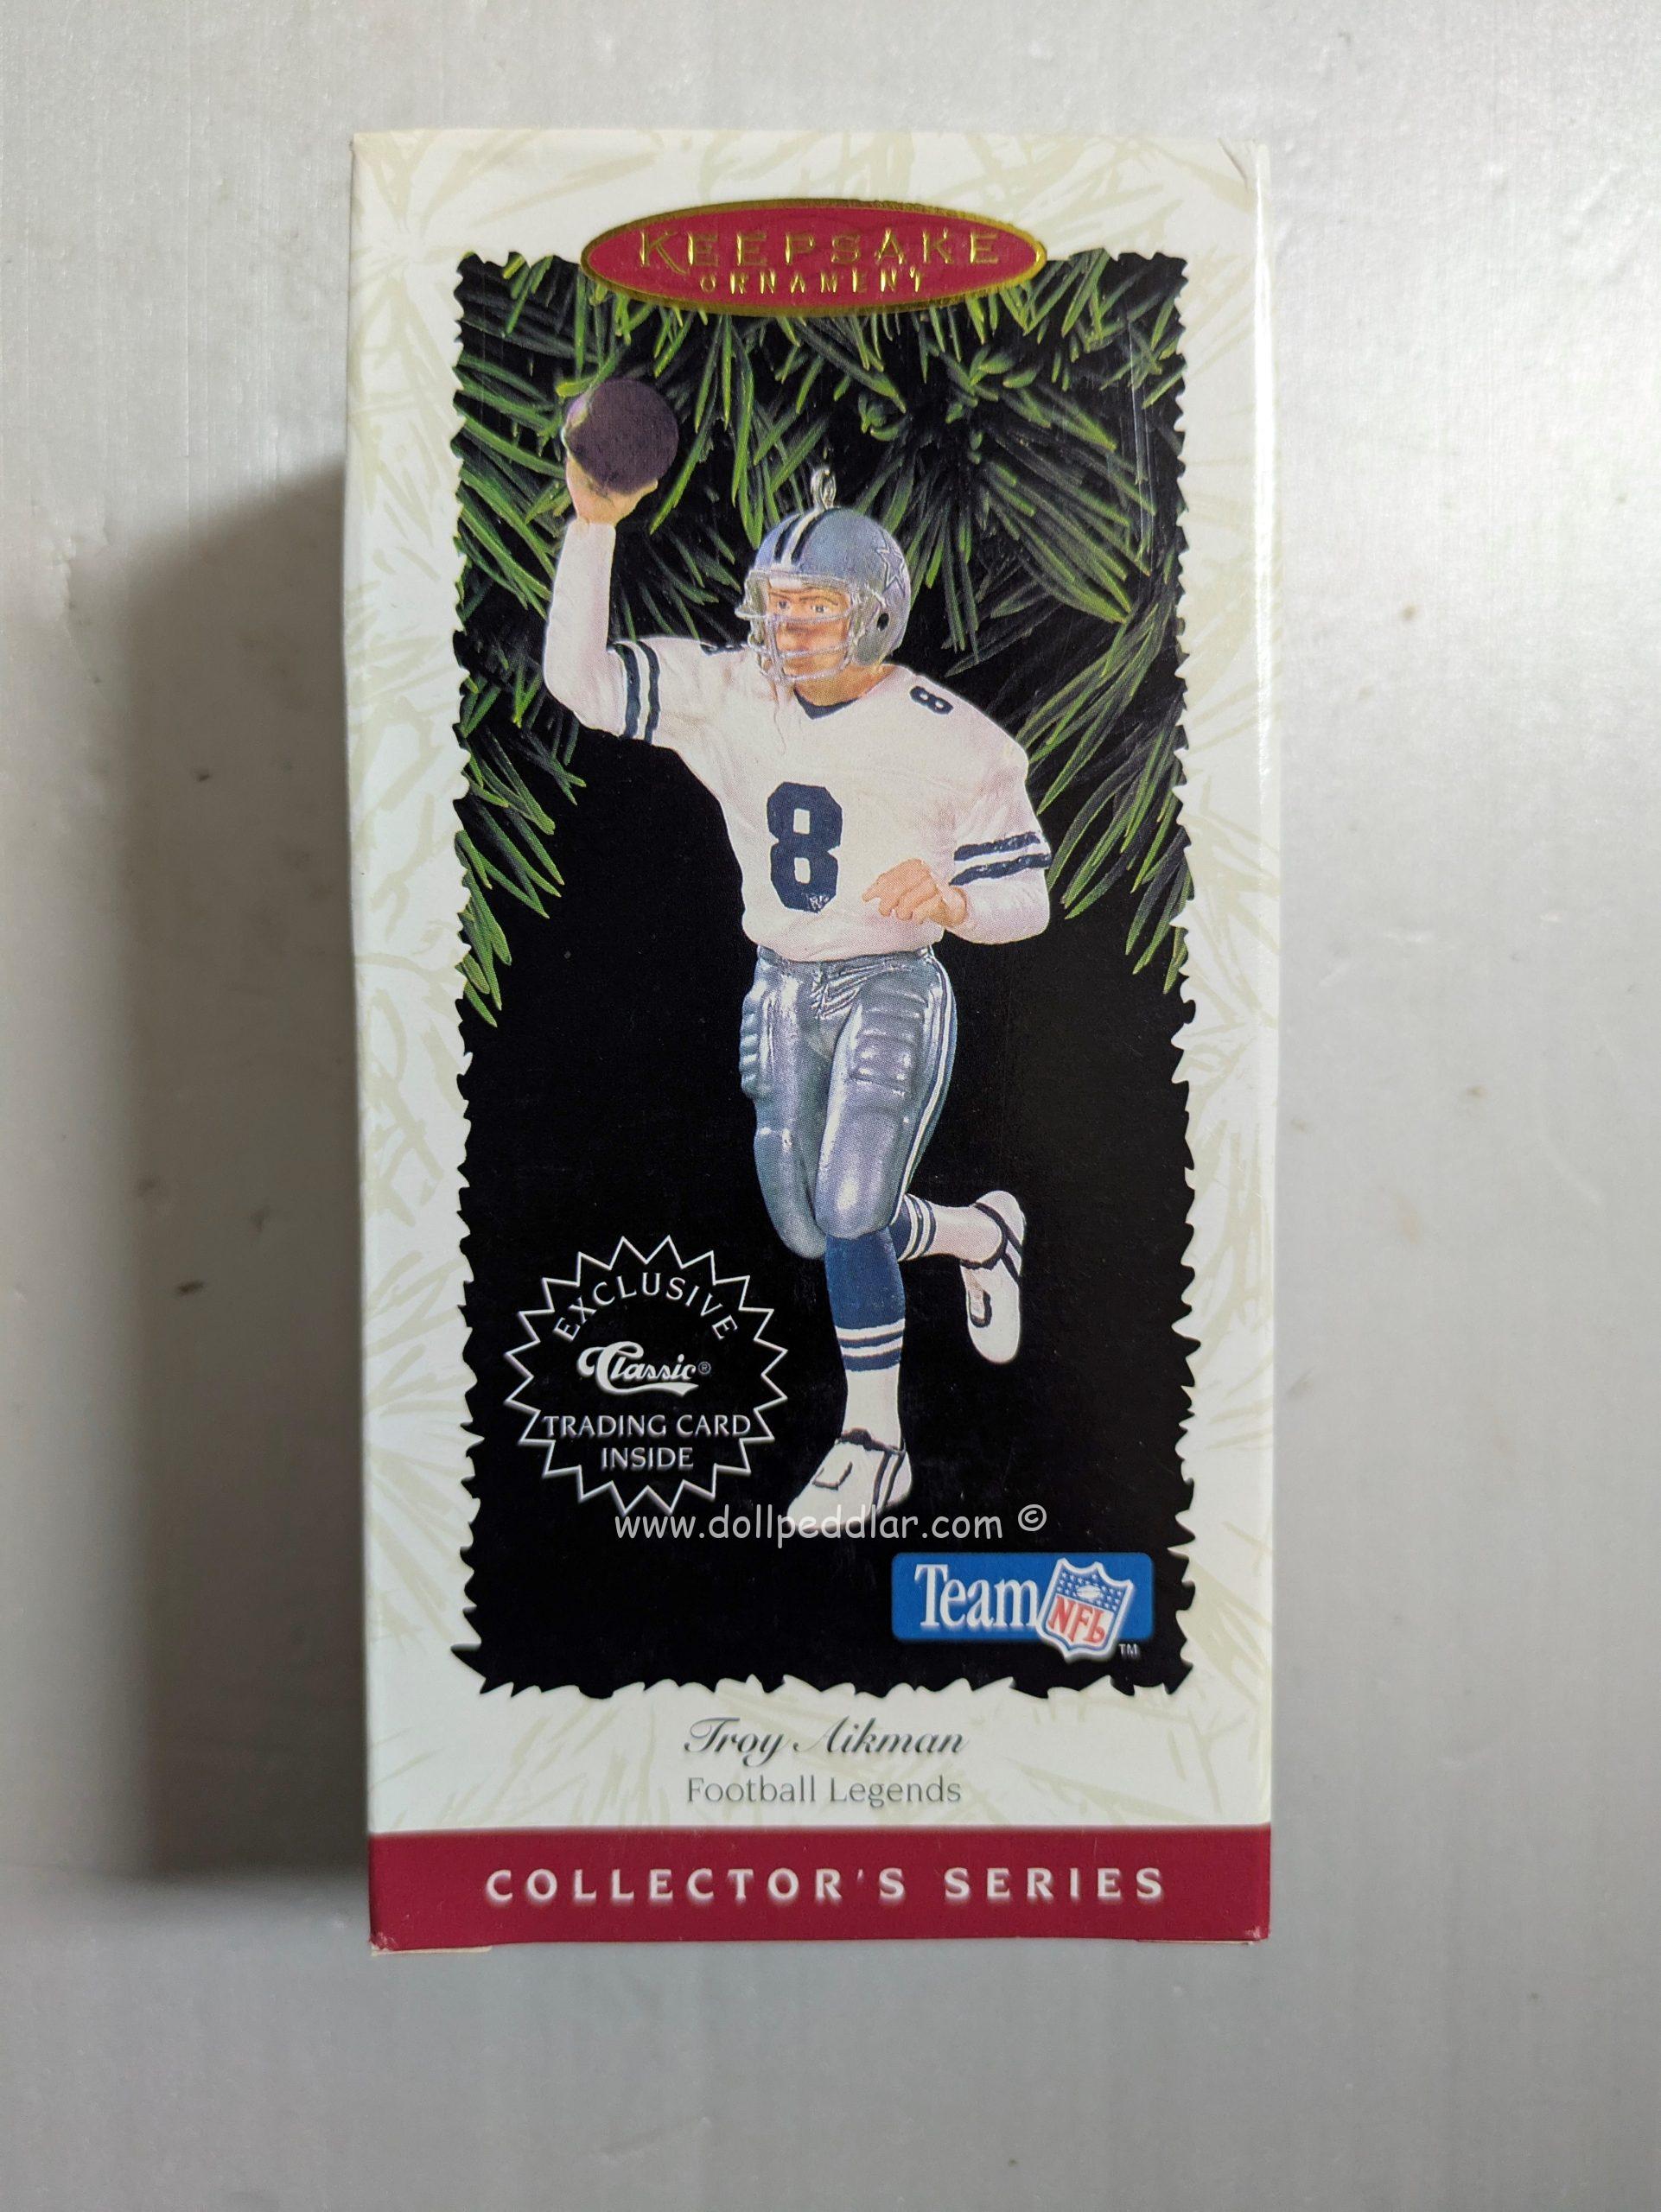 KEEPSAKE
ORNAMENT
8
8
EXCLUSIVE
Classic®
TRADING CARD
INSIDE
www.dollpeddlar.com ©
Team NFL ™
Troy Aikman
Football Legends
COLLECTOR'S SERIES